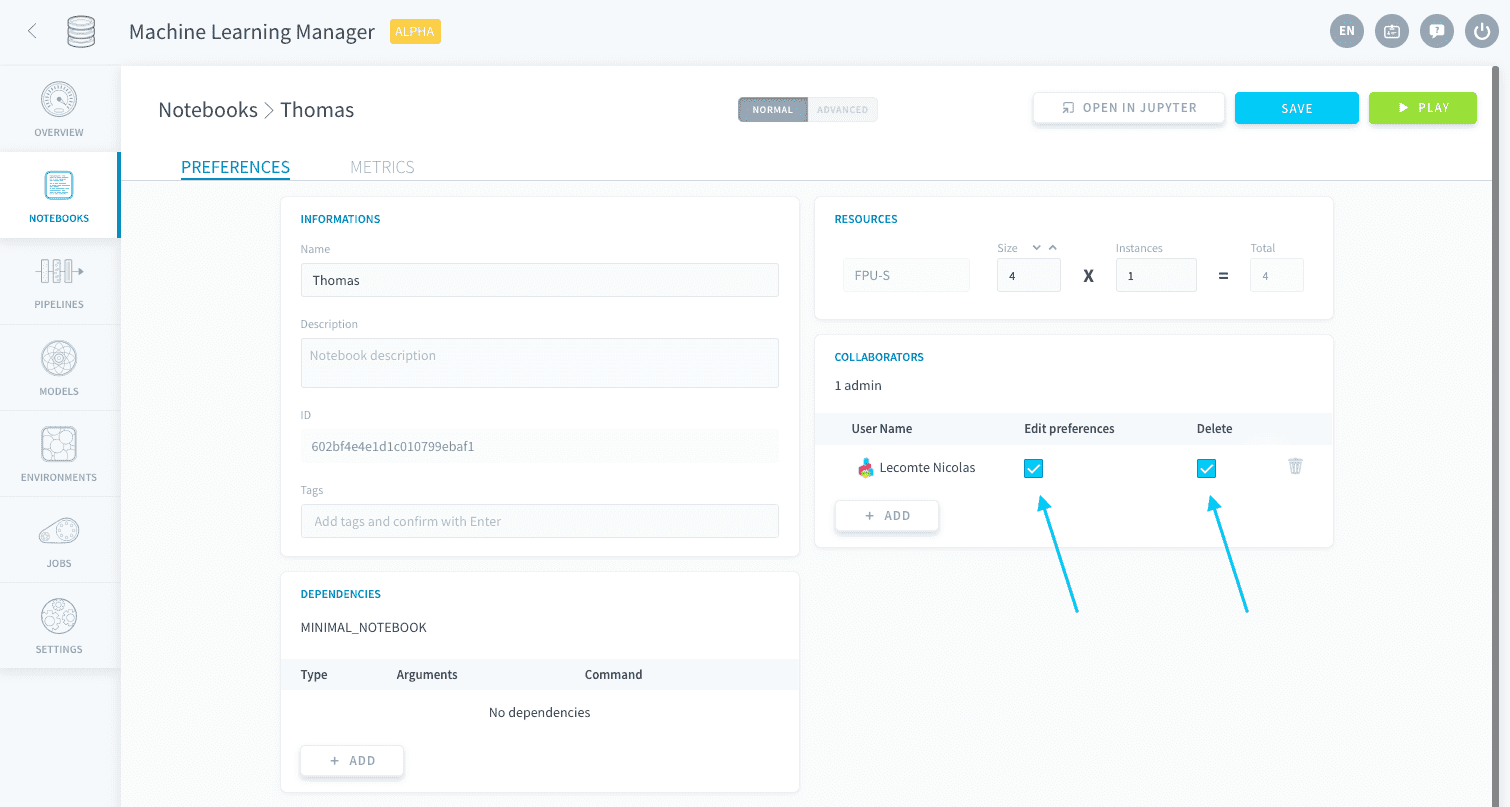 Machine Learning Manager ALPHA
EN
OVERVIEW
NOTEBOOKS
PIPELINES
MODELS
ENVIRONMENTS
JOBS
SETTINGS
Notebooks > Thomas
NORMAL ADVANCED
OPEN IN JUPYTER SAVE PLAY
PREFERENCES METRICS
INFORMATIONS
Name
Thomas
Description
Notebook description
ID
602bf4e4e1d1c010799ebaf1
Tags
Add tags and confirm with Enter
DEPENDENCIES
MINIMAL_NOTEBOOK
Type Arguments Command
No dependencies
+ ADD
RESOURCES
Size Instances Total
FPU-S 4 X 1 = 4
COLLABORATORS
1 admin
User Name Edit preferences Delete
Lecomte Nicolas
+ ADD